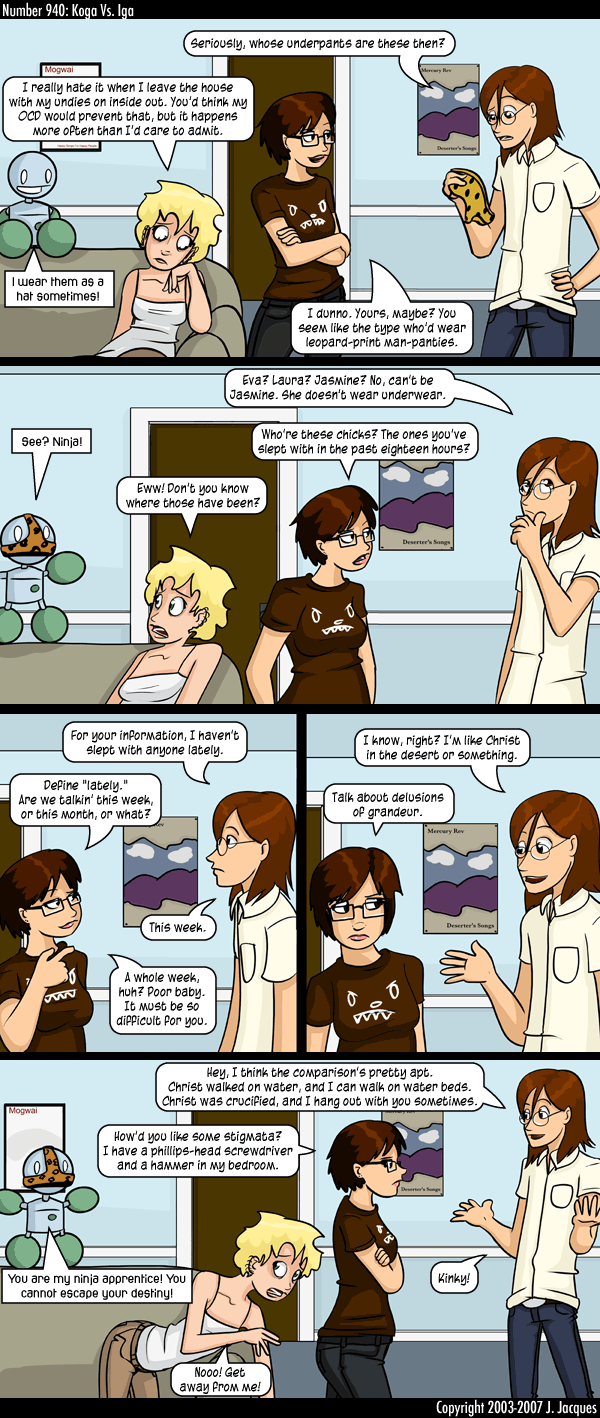 Number 940: Koga Vs. Iga
Seriously, whose underpants are these then?
Mogwai
I really hate it when I leave the house
with my undies on inside out. You'd think my
OCD would prevent that, but it happens
more often than I'd care to admit.
Mercury Rev
Deserter's Songs
I wear them as a
hat sometimes!
I dunno. Yours, maybe? You
seem like the type who'd wear
leopard-print man-panties.
Eva? Laura? Jasmine? No, can't be
Jasmine. She doesn't wear underwear.
See? Ninja!
Who're these chicks? The ones you've
slept with in the past eighteen hours?
Eww! Don't you know
where those have been?
Deserter's Songs
For your information, I haven't
slept with anyone lately.
Define "lately."
Are we talkin' this week,
or this month, or what?
This week.
A whole week,
huh? Poor baby.
It must be so
difficult for you.
I know, right? I'm like Christ
in the desert or something.
Talk about delusions
of grandeur.
Mercury Rev
Deserter's Songs
Hey, I think the comparison's pretty apt.
Christ walked on water, and I can walk on water beds.
Christ was crucified, and I hang out with you sometimes.
Mogwai
How'd you like some stigmata?
I have a phillips-head screwdriver
and a hammer in my bedroom.
Deserter's Songs
You are my ninja apprentice! You
cannot escape your destiny!
Kinky!
Nooo! Get
away from me!
Copyright 2003-2007 J. Jacques